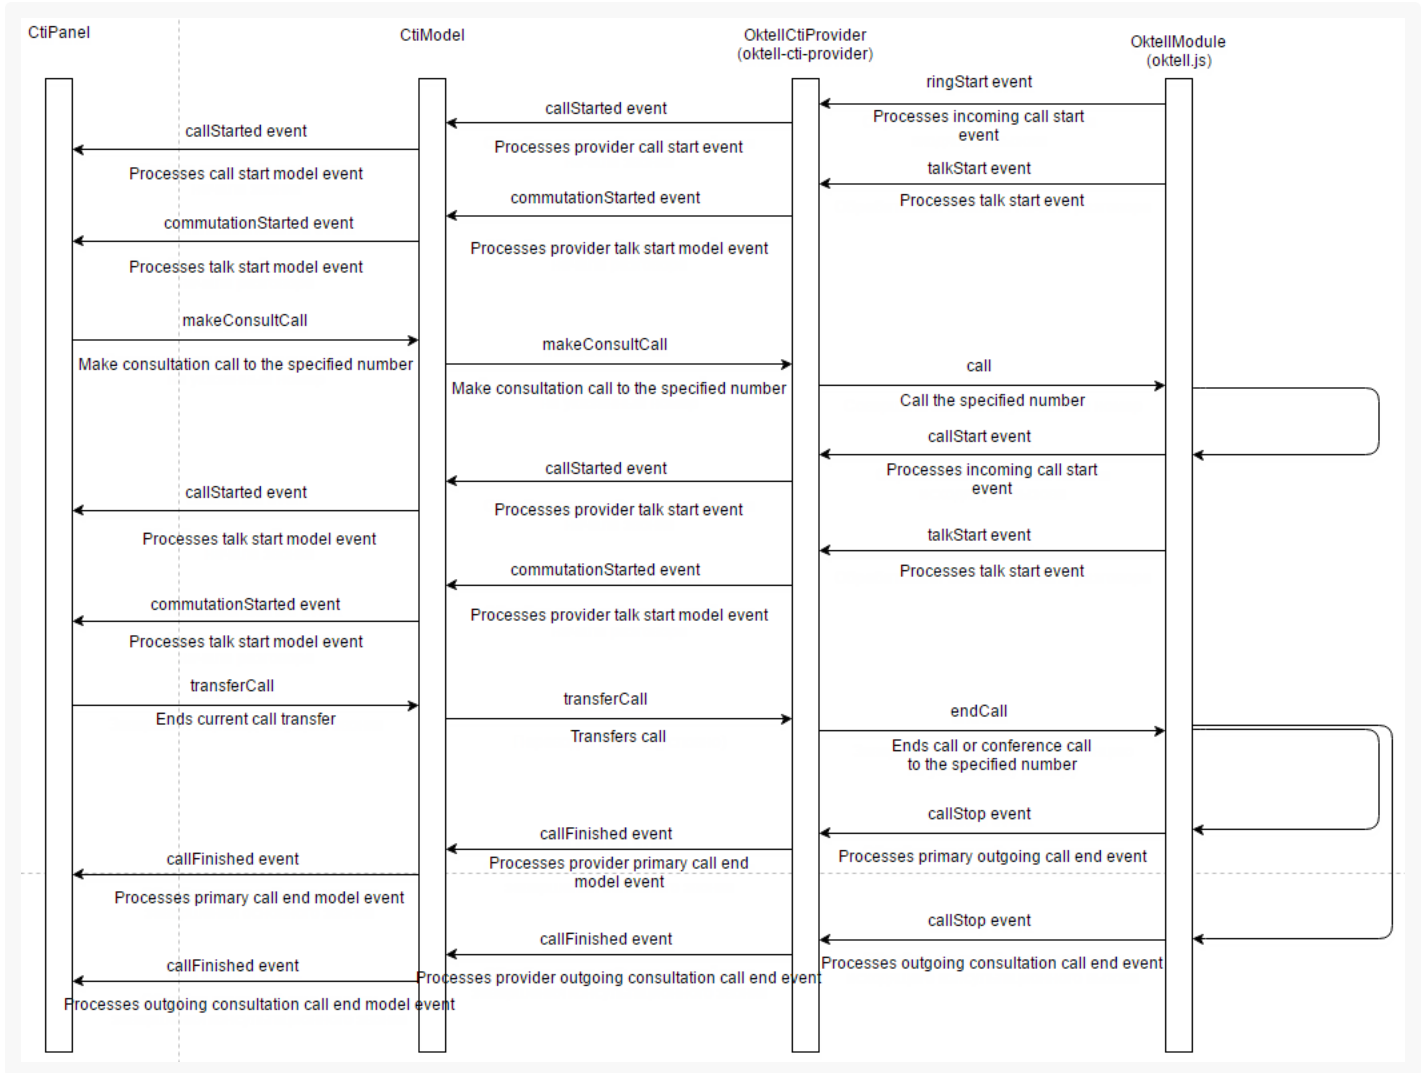 CtiPanel
CtiModel
OktellCtiProvider
(oktell-cti-provider)
OktellModule
(oktell.js)
ringStart event
Processes incoming call start
event
callStarted event
Processes provider call start event
callStarted event
Processes call start model event
talkStart event
Processes talk start event
commutationStarted event
Processes provider talk start model event
commutationStarted event
Processes talk start model event
makeConsultCall
Make consultation call to the specified number
makeConsultCall
Make consultation call to the specified number
call
Call the specified number
callStart event
Processes incoming call start
event
callStarted event
Processes provider talk start event
callStarted event
Processes talk start model event
talkStart event
Processes talk start event
commutationStarted event
Processes provider talk start model event
commutationStarted event
Processes talk start model event
transferCall
Ends current call transfer
transferCall
Transfers call
endCall
Ends call or conference call
to the specified number
callStop event
Processes primary outgoing call end event
callFinished event
Processes provider primary call end
model event
callFinished event
Processes primary call end model event
callStop event
Processes outgoing consultation call end event
callFinished event
Processes provider outgoing consultation call end event
callFinished event
Processes outgoing consultation call end model event